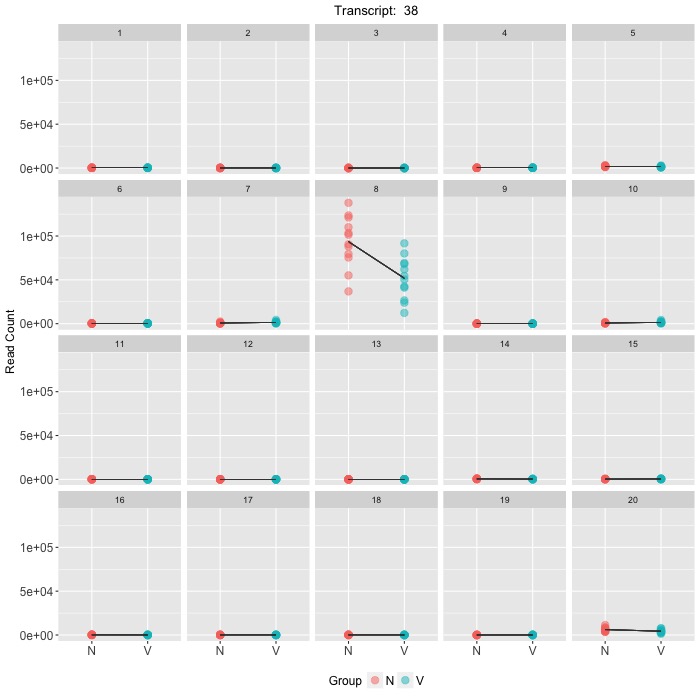 Transcript: 38
1 2 3 4 5
1e+05
5e+04
0e+00
6 7 8 9 10
1e+05
5e+04
0e+00
11 12 13 14 15
1e+05
5e+04
0e+00
16 17 18 19 20
1e+05
5e+04
0e+00
N V N V N V N V N V
Read Count
Group N V